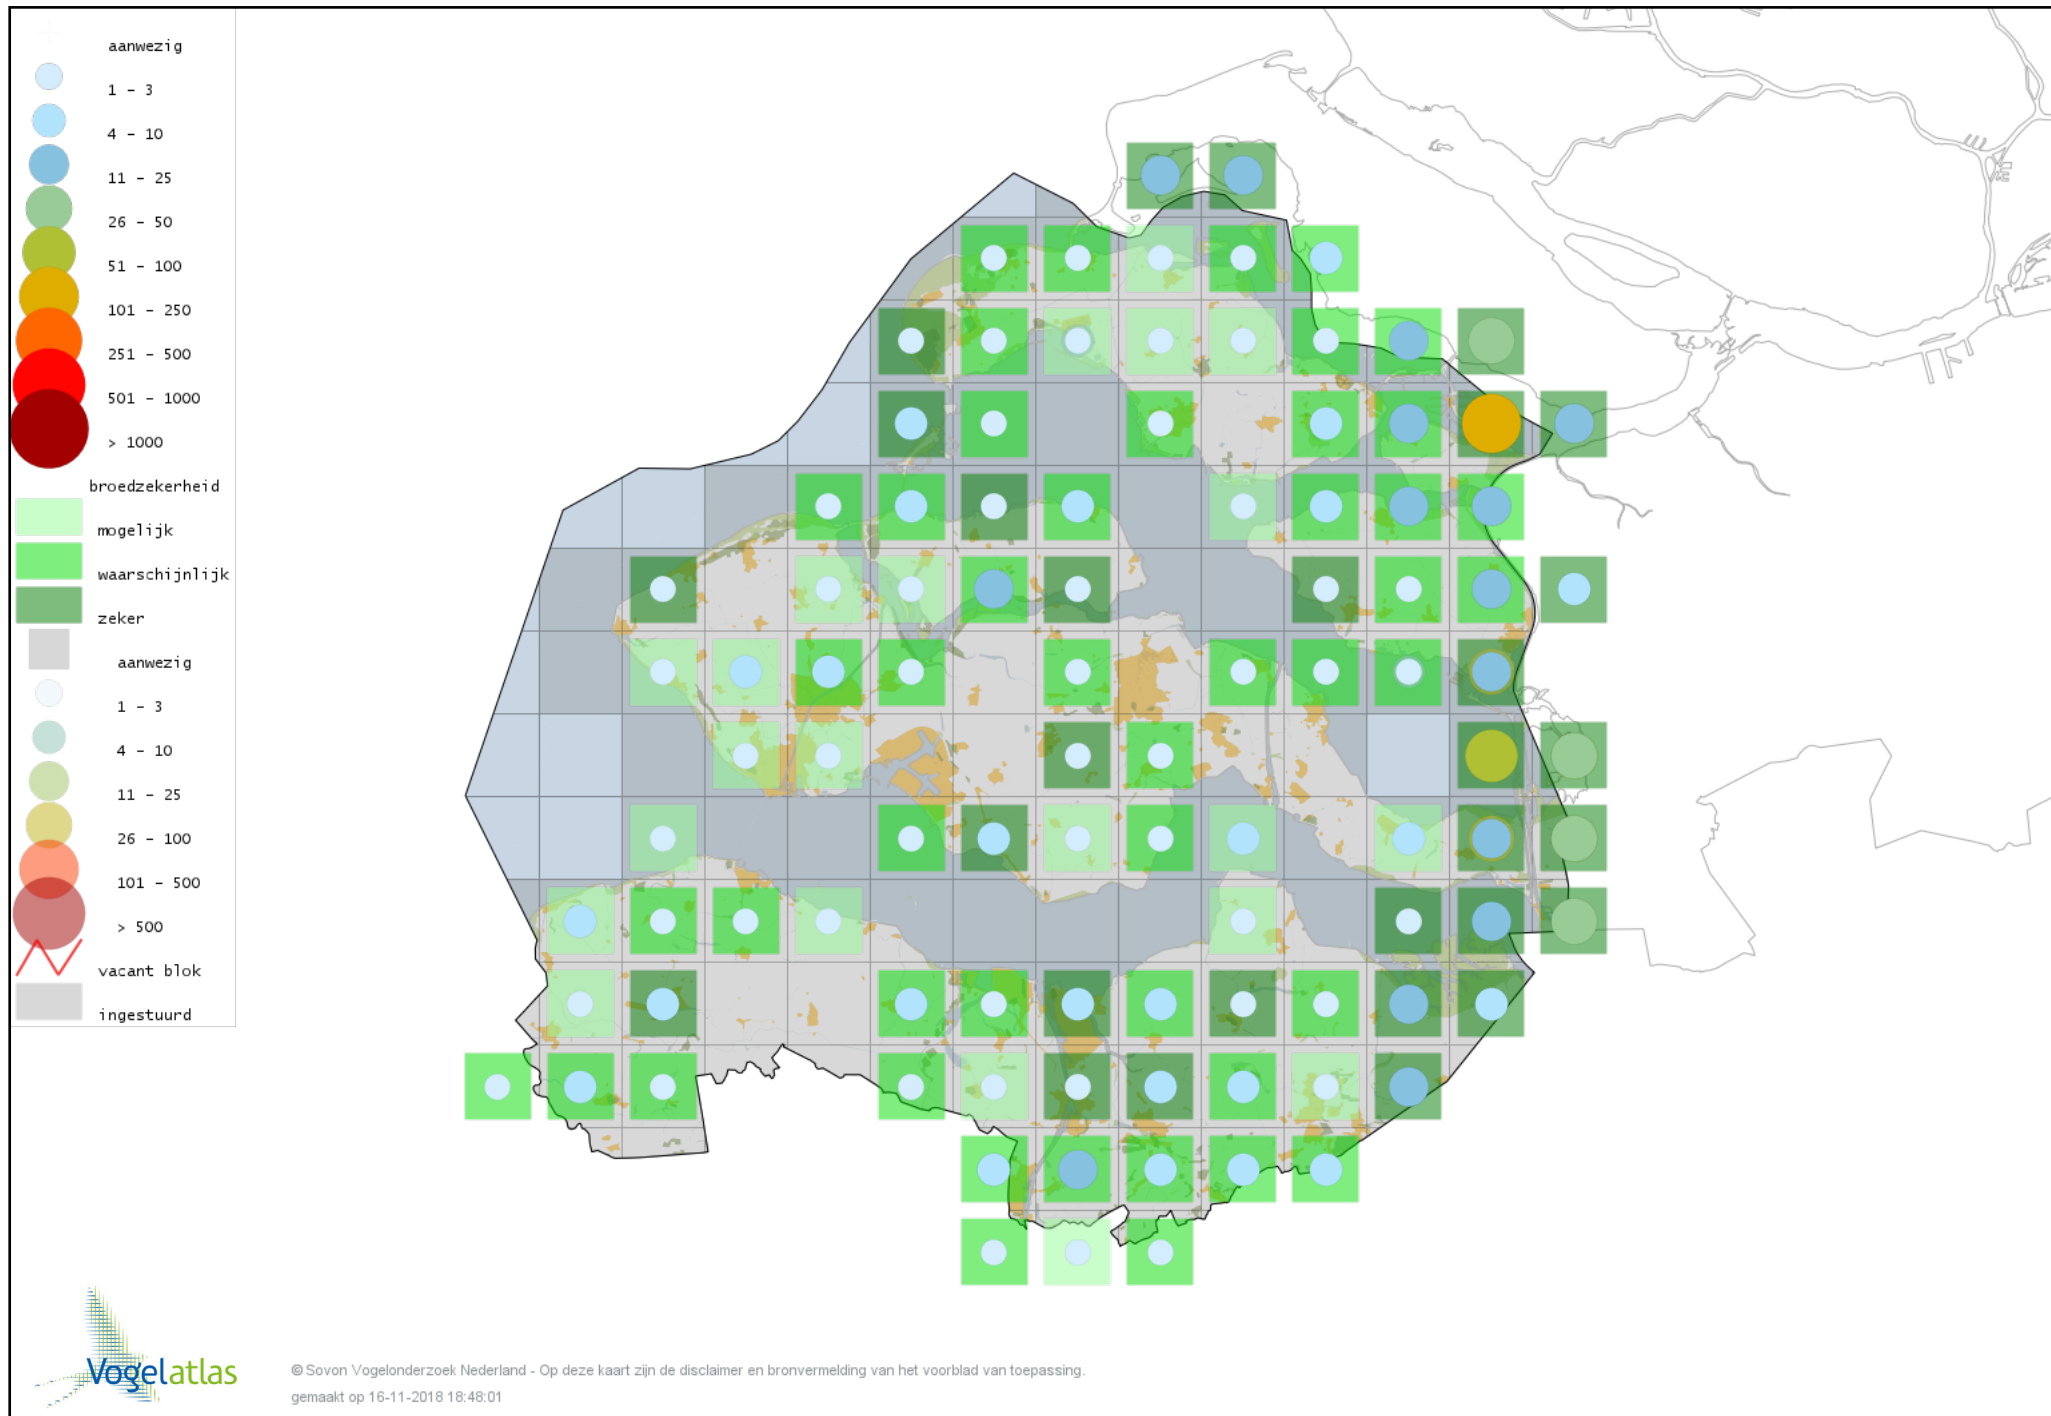 aanwezig
1 - 3
4 - 10
11 - 25
26 - 50
51 - 100
101 - 250
251 - 500
501 - 1000
> 1000
broedzekerheid
mogelijk
waarschijnlijk
zeker
aanwezig
1 - 3
4 - 10
11 - 25
26 - 100
101 - 500
> 500
vacant blok
ingestuurd
Vogelatlas
© Sovon Vogelonderzoek Nederland - Op deze kaart zijn de disclaimer en bronvermelding van het voorblad van toepassing.
gemaakt op 16-11-2018 18:48:01